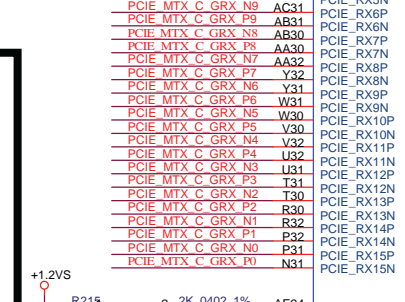 PCIE_RX5N
PCIE_MTX_C_GRX_N9 AC31 PCIE_RX6P
PCIE_MTX_C_GRX_P9 AB31 PCIE_RX6N
PCIE_MTX_C_GRX_N8 AB30 PCIE_RX7P
PCIE_MTX_C_GRX_P8 AA30 PCIE_RX7N
PCIE_MTX_C_GRX_N7 AA32 PCIE_RX8P
PCIE_MTX_C_GRX_P7 Y32 PCIE_RX8N
PCIE_MTX_C_GRX_N6 Y31 PCIE_RX9P
PCIE_MTX_C_GRX_P6 W31 PCIE_RX9N
PCIE_MTX_C_GRX_N5 W30 PCIE_RX10P
PCIE_MTX_C_GRX_P5 V30 PCIE_RX10N
PCIE_MTX_C_GRX_N4 V32 PCIE_RX11P
PCIE_MTX_C_GRX_P4 U32 PCIE_RX11N
PCIE_MTX_C_GRX_N3 U31 PCIE_RX12P
PCIE_MTX_C_GRX_P3 T31 PCIE_RX12N
PCIE_MTX_C_GRX_N2 T30 PCIE_RX13P
PCIE_MTX_C_GRX_P2 R30 PCIE_RX13N
PCIE_MTX_C_GRX_N1 R32 PCIE_RX14P
PCIE_MTX_C_GRX_P1 P32 PCIE_RX14N
PCIE_MTX_C_GRX_N0 P31 PCIE_RX15P
PCIE_MTX_C_GRX_P0 N31 PCIE_RX15N
+1.2VS
R215 2K_0402_1%